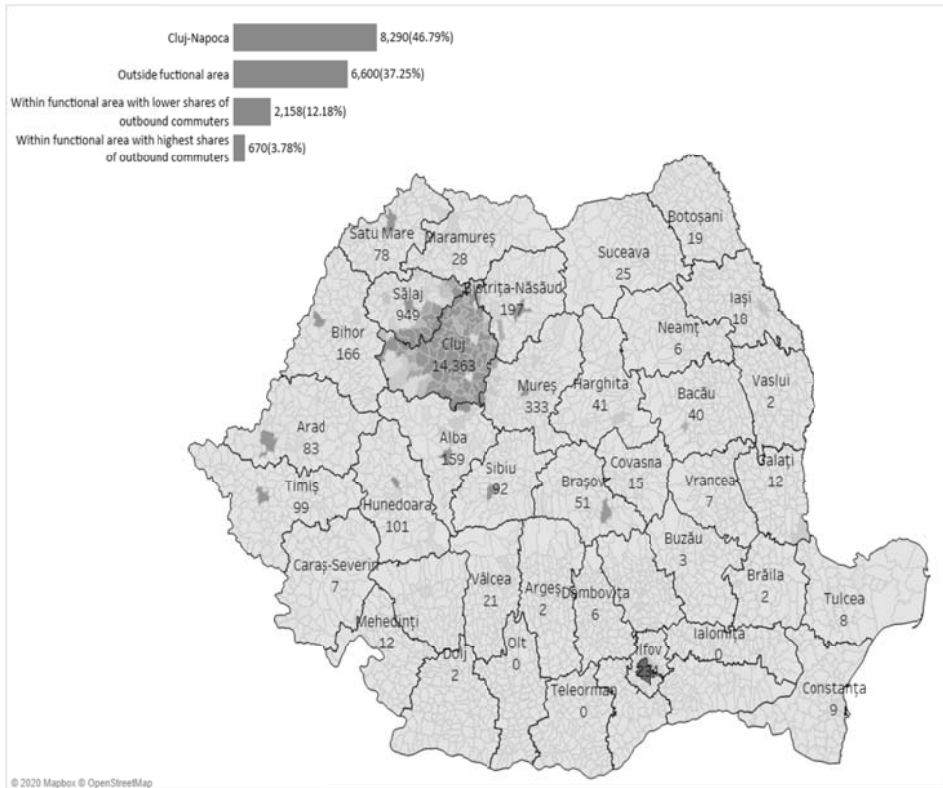 Cluj-Napoca
8,290(46.79%)
Outside fuctional area
6,600(37.25%)
Within functional area with lower shares of
outbound commuters
2,158(12.18%)
Within functional area with highest shares
of outbound commuters
670(3.78%)
Botoșani
19
Satu Mare
78
Maramureș
28
Suceava
25
Sălaj
949
Bistrița-Năsăud
197
Iași
18
Bihor
166
Cluj
14,363
Neamț
6
Mureș
333
Harghita
41
Bacău
40
Vaslui
2
Arad
83
Alba
159
Sibiu
92
Brașov
51
Covasna
15
Vrancea
7
Galați
12
Timiș
99
Hunedoara
101
Buzău
3
Caraș-Severin
7
Vâlcea
21
Argeș
2
Dâmbovița
6
Brăila
2
Tulcea
8
Mehedinți
12
Dolj
2
Olt
0
Ifov
Ialomița
0
Teleorman
0
Constanța
9
© 2020 Mapbox © OpenStreetMap